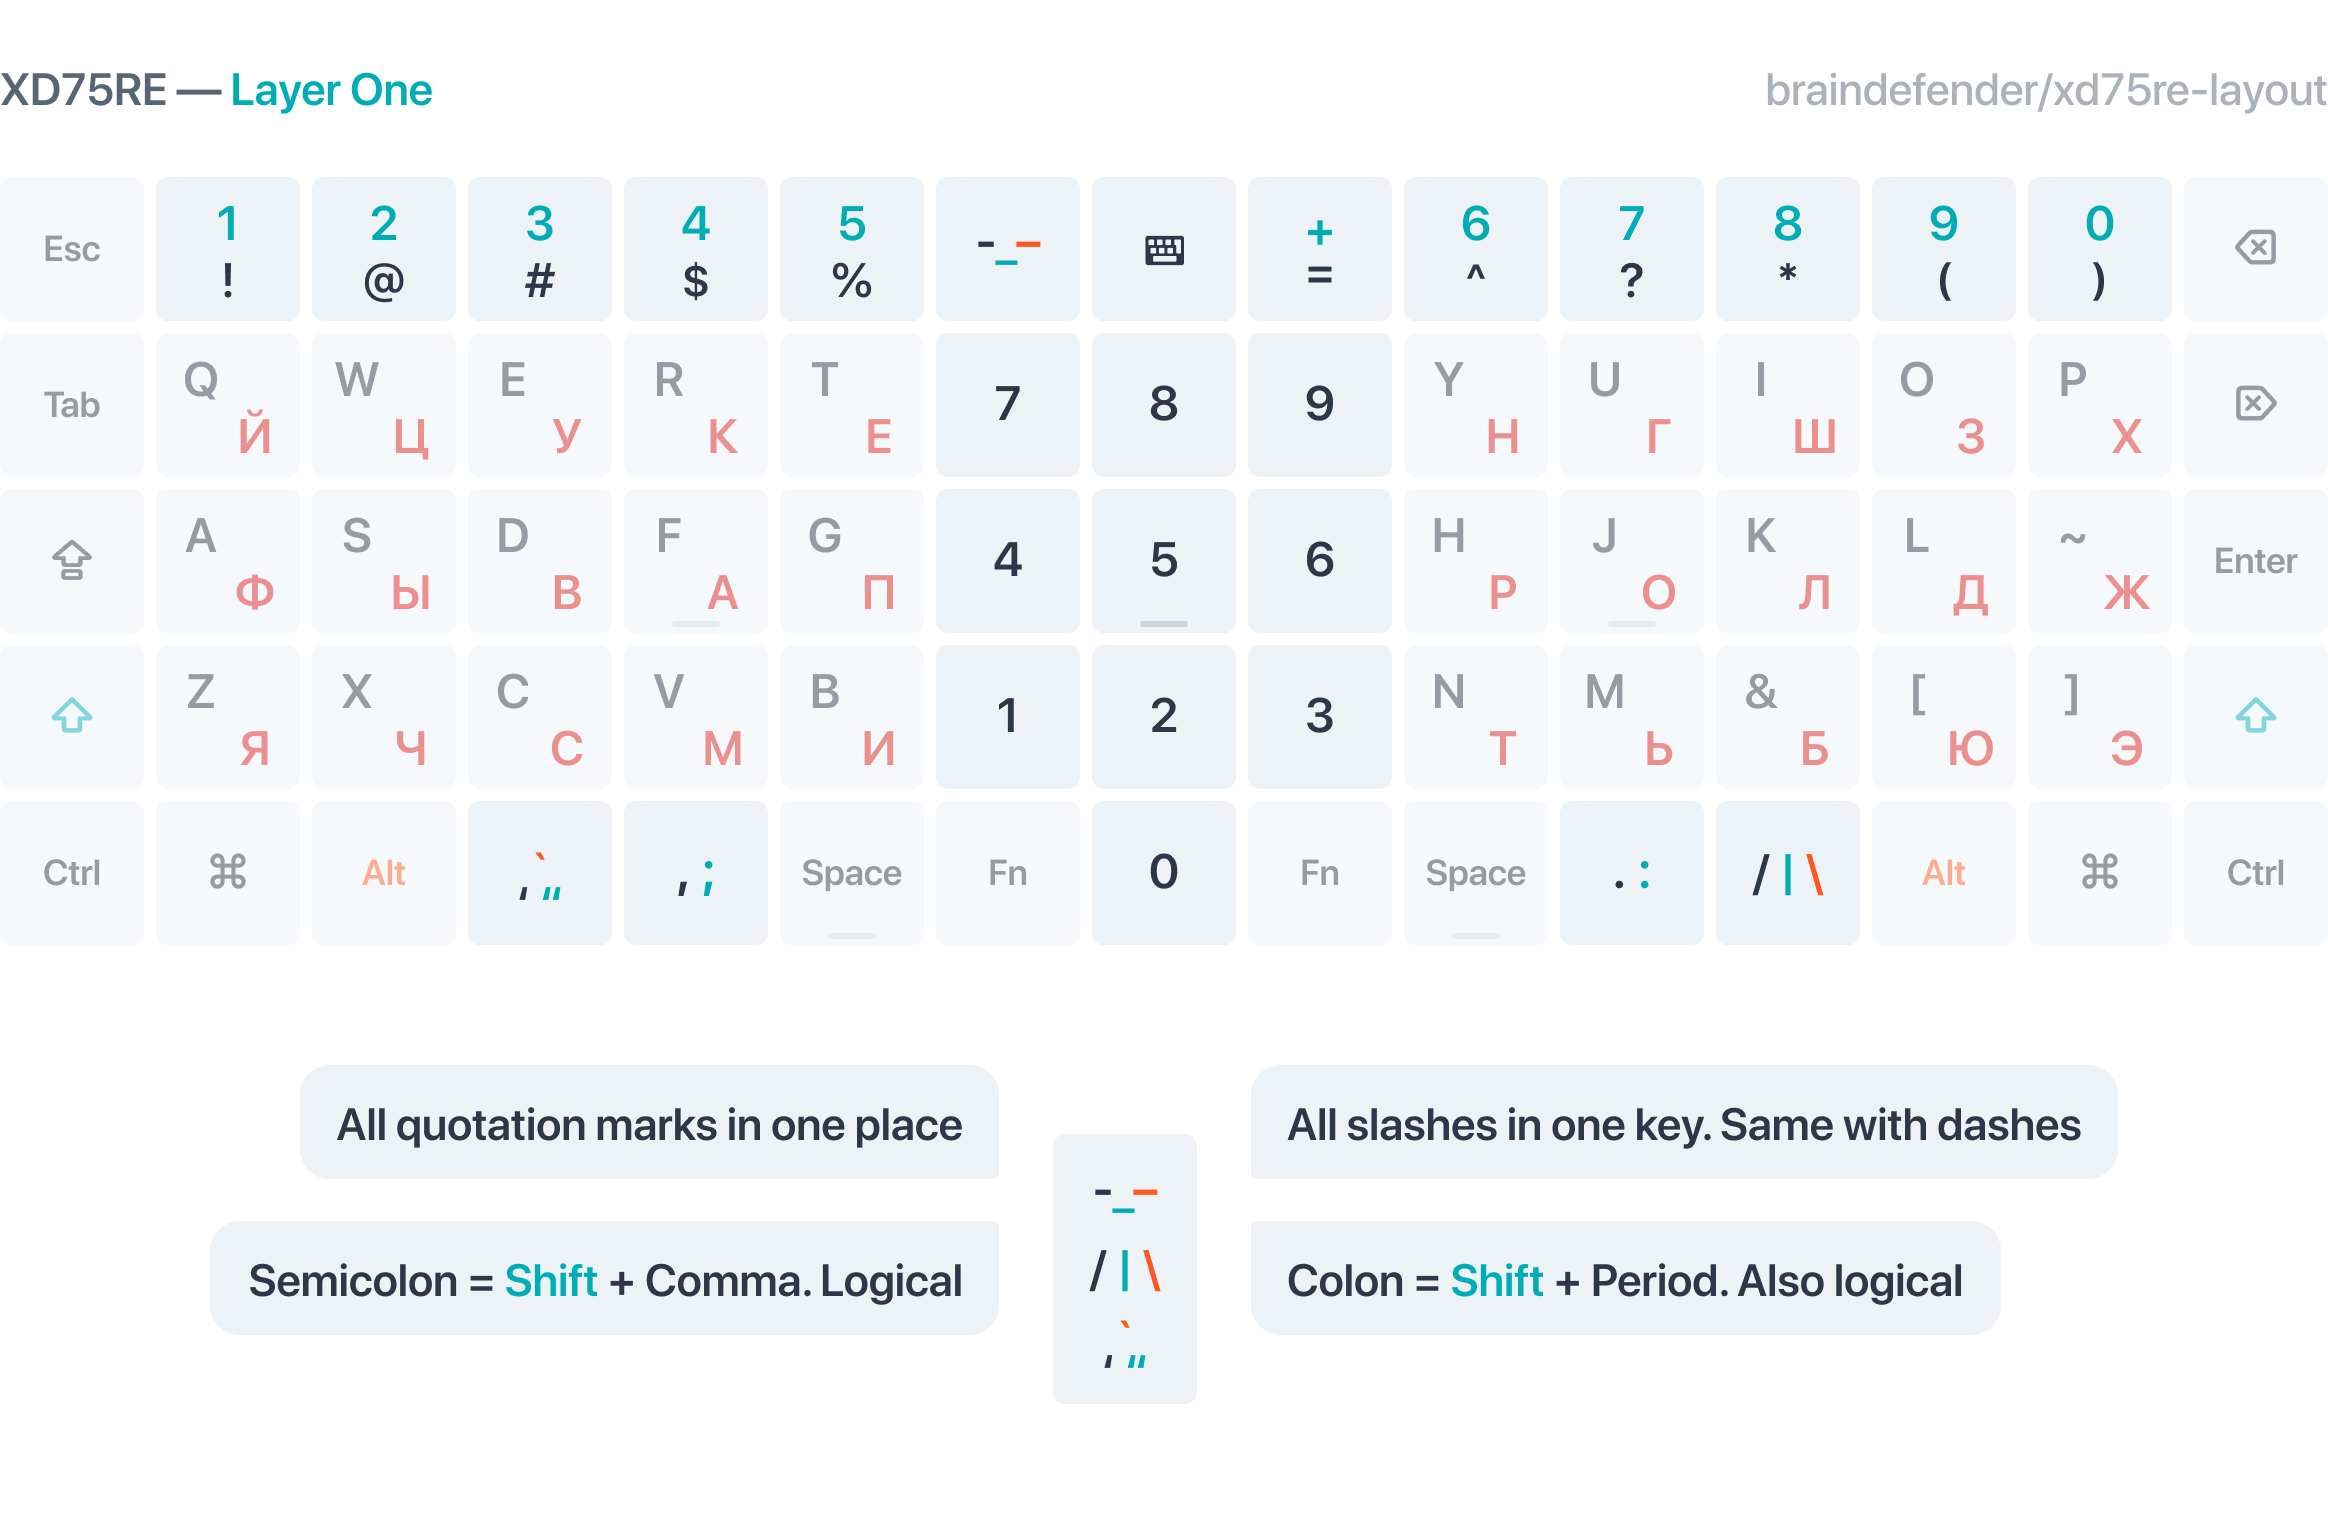 XD75RE — Layer One
braindefender/xd75re-layout
Esc 1 ! 2 @ 3 # 4 $ 5 % - _ – + = 6 ^ 7 ? 8 * 9 ( 0 )
Tab Q Й W Ц E У R К T Е 7 8 9 Y Н U Г I Ш O З P Х
A Ф S Ы D В F А G П 4 5 6 H Р J О K Л L Д ~ Ж Enter
Z Я X Ч C С V М B И 1 2 3 N Т M Ь & Б [ Ю ] Э
Ctrl ⌘ Alt ' ` " , ; Space Fn 0 Fn Space . : / | \ Alt ⌘ Ctrl
All quotation marks in one place
All slashes in one key. Same with dashes
- _ –
/ | \
' ` "
Semicolon = Shift + Comma. Logical
Colon = Shift + Period. Also logical